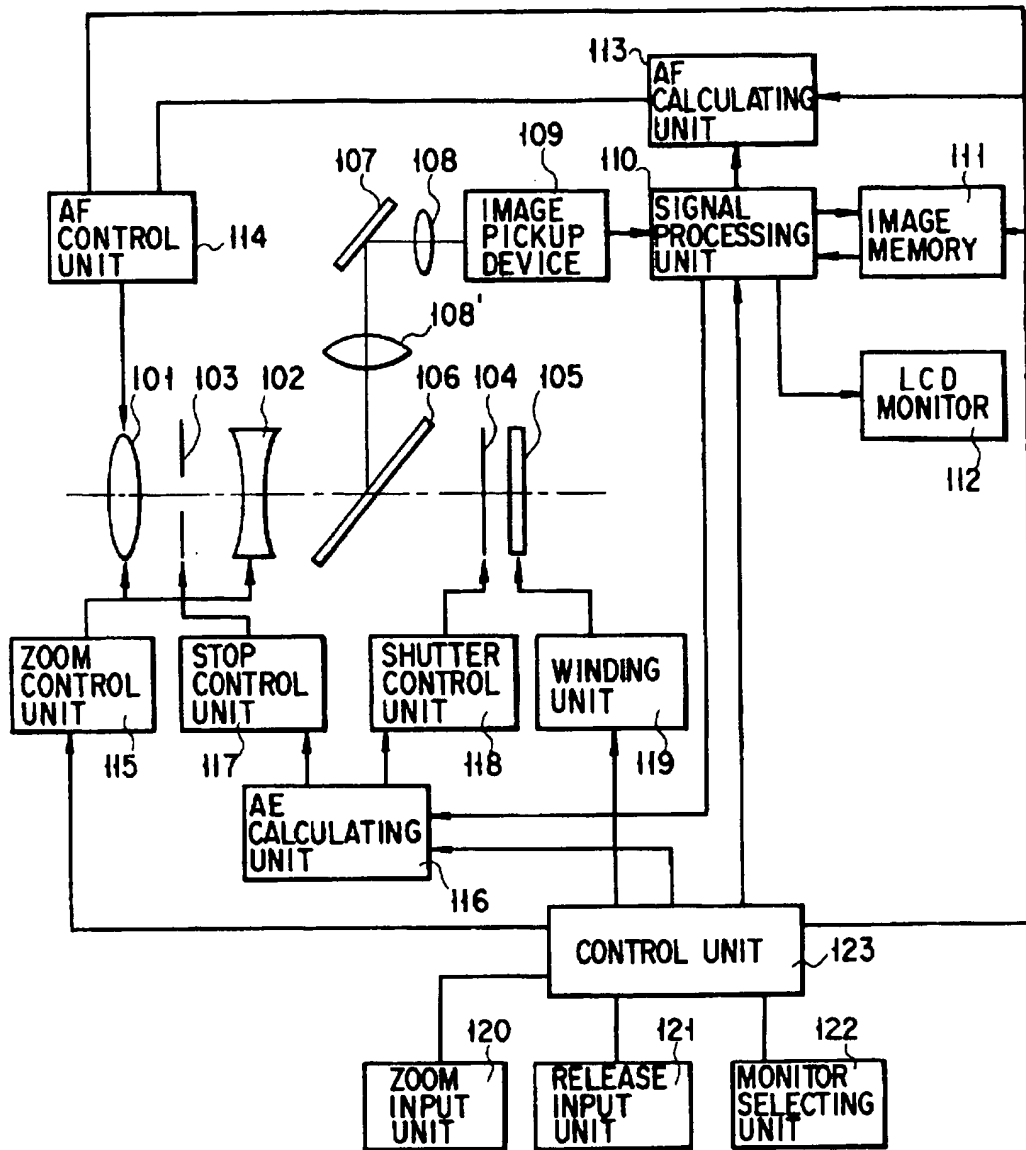 113
AF
CALCULATING
UNIT
109
110
111
107
108
AF
CONTROL
UNIT
114
IMAGE
PICKUP
DEVICE
SIGNAL
PROCESSING
UNIT
IMAGE
MEMORY
108'
101
103
102
106
104
105
LCD
MONITOR
112
ZOOM
CONTROL
UNIT
115
STOP
CONTROL
UNIT
117
SHUTTER
CONTROL
UNIT
118
WINDING
UNIT
119
AE
CALCULATING
UNIT
116
CONTROL UNIT
123
120
121
122
ZOOM
INPUT
UNIT
RELEASE
INPUT
UNIT
MONITOR
SELECTING
UNIT